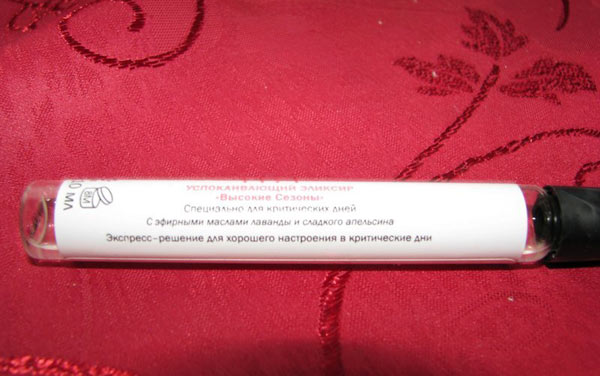 УСПОКАИВАЮЩИЙ ЭЛИКСИР
«Высокие Сезоны»
Специально для критических дней
С эфирными маслами лаванды и сладкого апельсина
Экспресс–решение для хорошего настроения в критические дни
МЛ